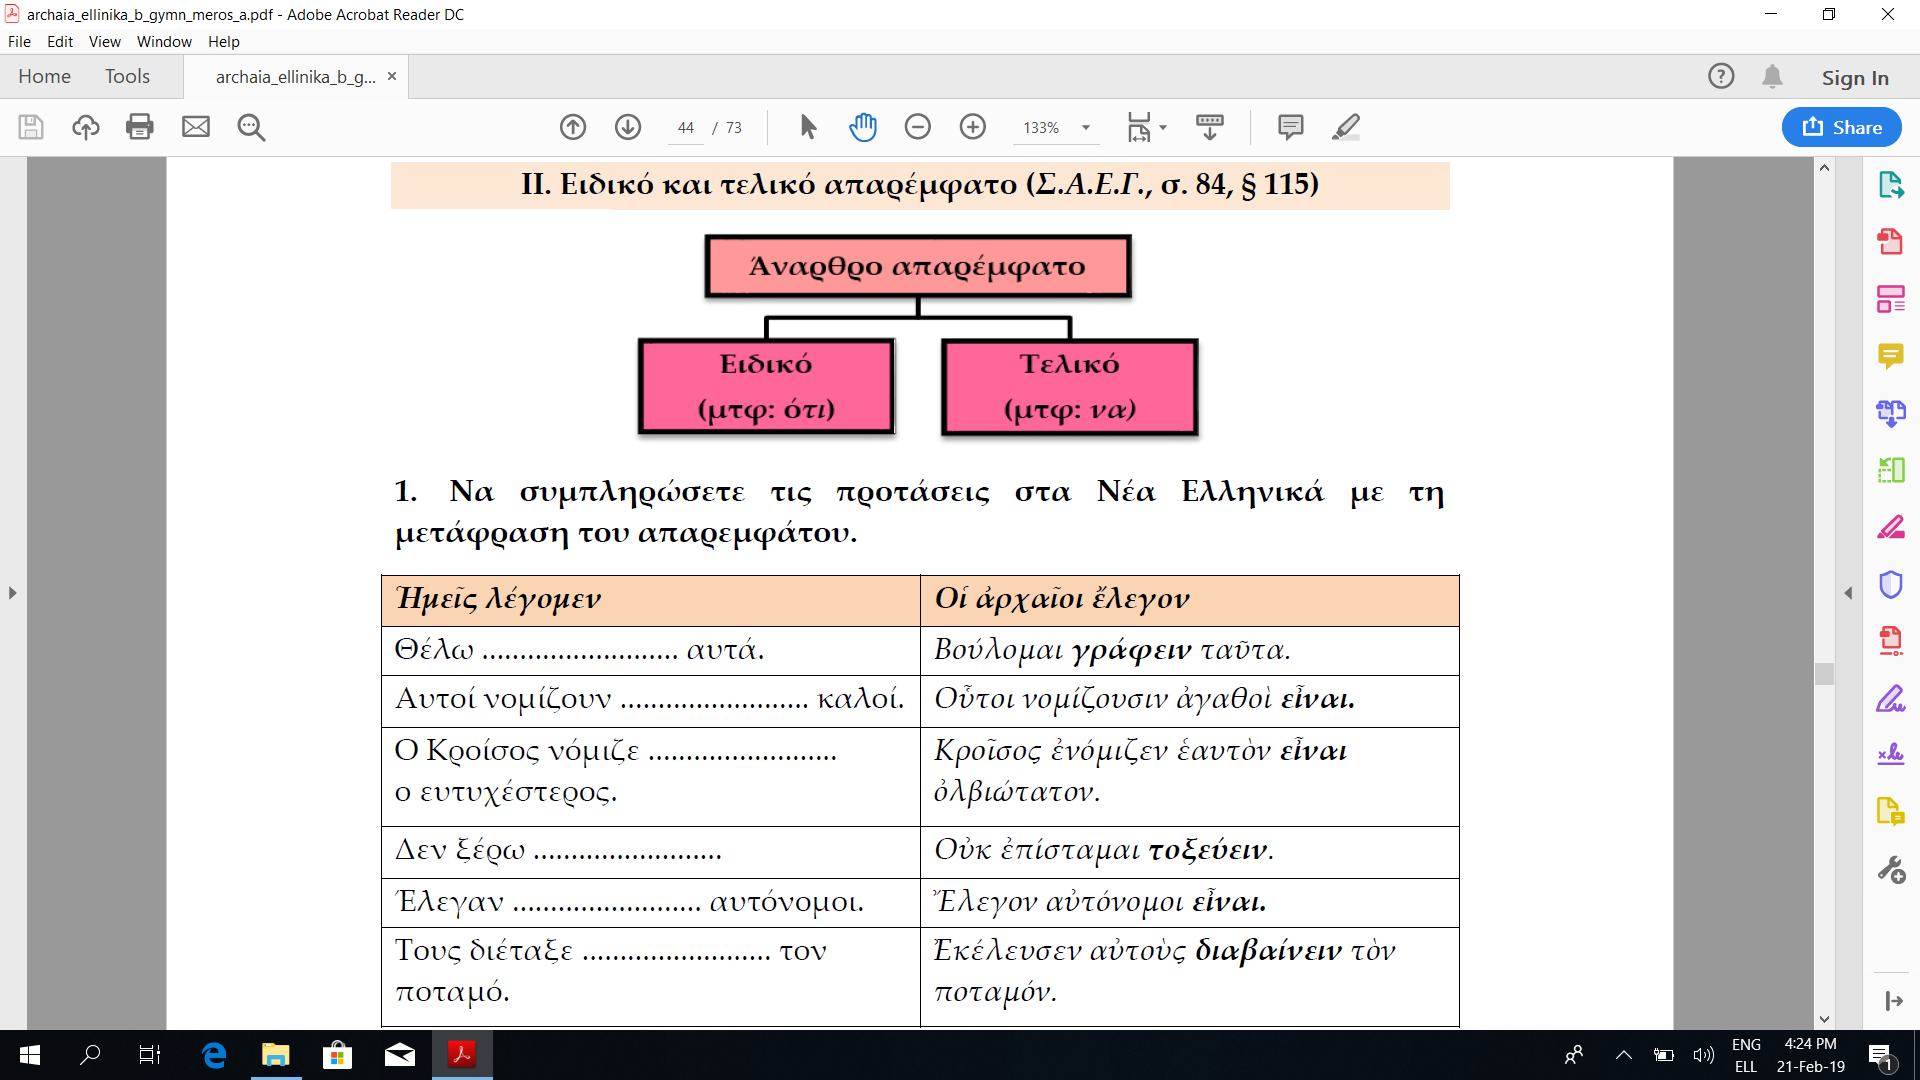 archaia_ellinika_b_gymn_meros_a.pdf - Adobe Acrobat Reader DC
File Edit View Window Help
Home Tools archaia_ellinika_b_g... × Sign In
44 / 73 133% Share
II. Ειδικό και τελικό απαρέμφατο (Σ.Α.Ε.Γ., σ. 84, § 115)
Άναρθρο απαρέμφατο
Ειδικό Τελικό
(μτφ: ότι) (μτφ: να)
1. Να συμπληρώσετε τις προτάσεις στα Νέα Ελληνικά με τη
μετάφραση του απαρεμφάτου.
Ἡμεῖς λέγομεν Οἱ ἀρχαῖοι ἔλεγον
Θέλω .......................... αυτά. Βούλομαι γράφειν ταῦτα.
Αυτοί νομίζουν ......................... καλοί. Οὗτοι νομίζουσιν ἀγαθοὶ εἶναι.
Ο Κροίσος νόμιζε ......................... Κροῖσος ἐνόμιζεν ἑαυτὸν εἶναι
ο ευτυχέστερος. ὀλβιώτατον.
Δεν ξέρω ......................... Οὐκ ἐπίσταμαι τοξεύειν.
Έλεγαν ......................... αυτόνομοι. Ἔλεγον αὐτόνομοι εἶναι.
Τους διέταξε ......................... τον Ἐκέλευσεν αὐτοὺς διαβαίνειν τὸν
ποταμό. ποταμόν.
ENG 4:24 PM
ELL 21-Feb-19 1